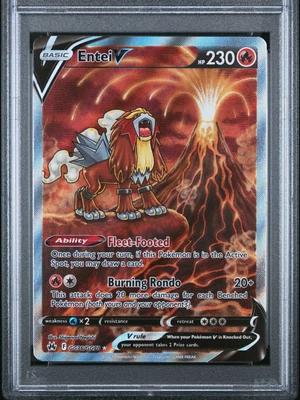 BASIC
Entei V
HP 230
Ability Fleet-Footed
Once during your turn, if this Pokémon is in the Active
Spot, you may draw a card.
Burning Rondo 20+
This attack does 20 more damage for each Benched
Pokémon (both yours and your opponent's).
weakness ×2 resistance retreat
V rule
When your Pokémon V is Knocked Out,
your opponent takes 2 Prize cards.